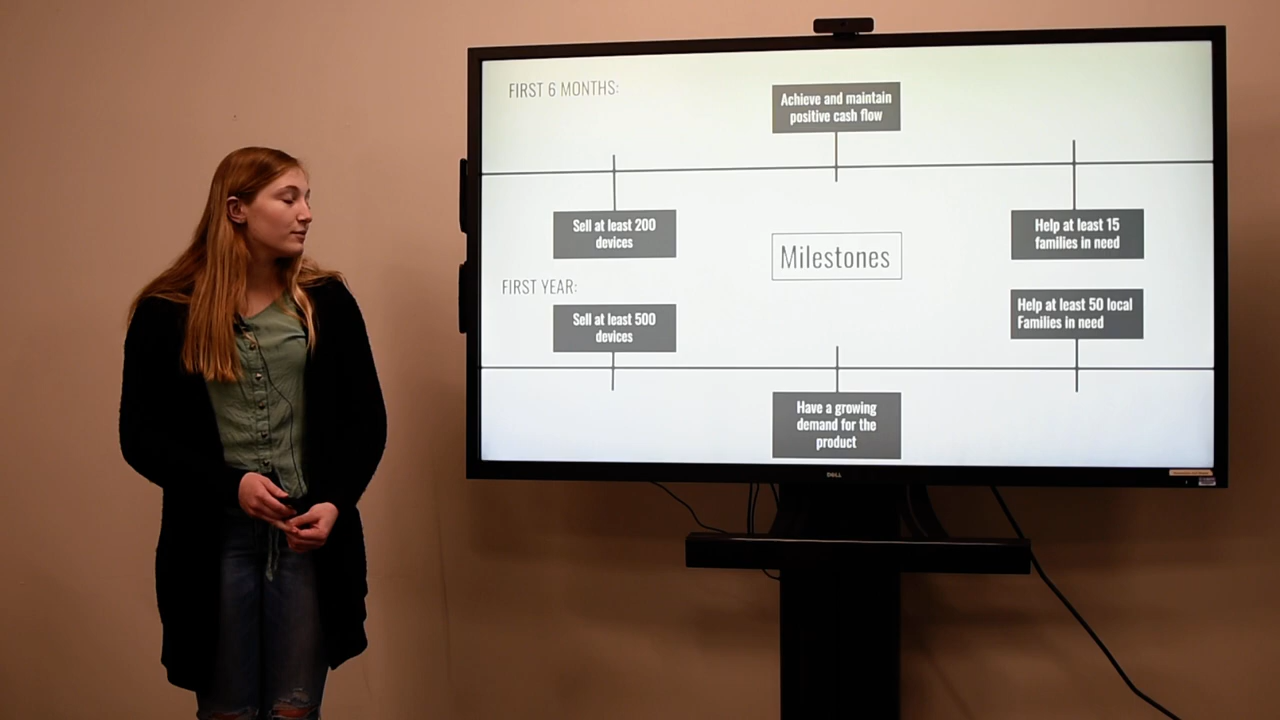 FIRST 6 MONTHS:
Achieve and maintain
positive cash flow
Sell at least 200
devices
Help at least 15
families in need
Milestones
FIRST YEAR:
Sell at least 500
devices
Help at least 50 local
Families in need
Have a growing
demand for the
product
DELL